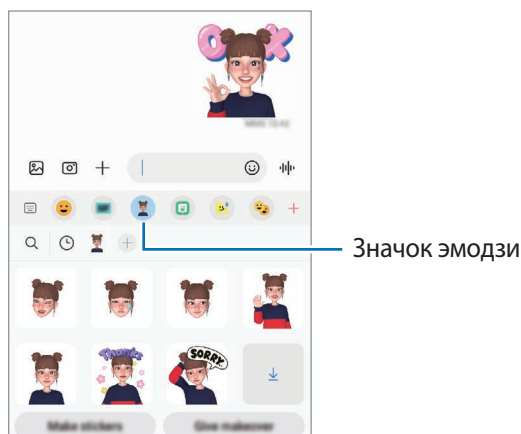 OK
Значок эмодзи
Thanks
SORRY
Make stickers
Give makeover